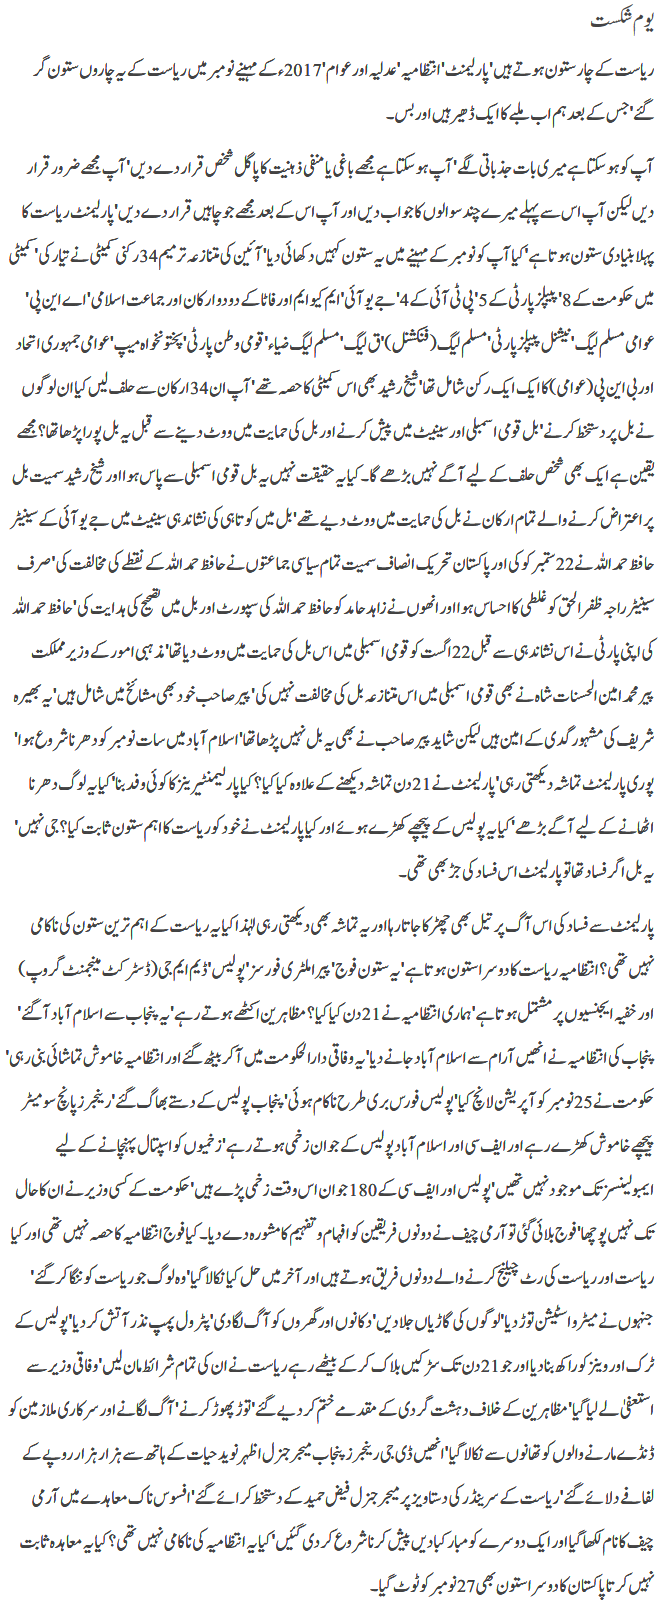 یوم شکست
ریاست کے چار ستون ہوتے ہیں‘ پارلیمنٹ‘ انتظامیہ‘ عدلیہ اور عوام‘ 2017ء کے مہینے نومبر میں ریاست کے یہ چاروں ستون گر
گئے‘ جس کے بعد ہم اب ملبے کا ایک ڈھیر ہیں اور بس۔
آپ کو ہو سکتا ہے میری بات جذباتی لگے‘ آپ ہو سکتا ہے مجھے باغی یا منفی ذہنیت کا پاگل شخص قرار دے دیں‘ آپ مجھے ضرور قرار
دیں لیکن آپ اس سے پہلے میرے چند سوالوں کا جواب دیں اور آپ اس کے بعد مجھے جو چاہیں قرار دے دیں‘ پارلیمنٹ ریاست کا
پہلا بنیادی ستون ہوتا ہے‘ کیا آپ کو نومبر کے مہینے میں یہ ستون کہیں دکھائی دیا‘ آئین کی متنازعہ ترمیم 34 رکنی کمیٹی نے تیار کی‘ کمیٹی
میں حکومت کے 8‘ پیپلز پارٹی کے 5‘ پی ٹی آئی کے 4‘ جے یو آئی‘ ایم کیو ایم اور فاٹا کے دو دو ارکان اور جماعت اسلامی‘ اے این پی‘
عوامی مسلم لیگ‘ نیشنل پیپلز پارٹی‘ مسلم لیگ (فنکشنل)‘ ق لیگ‘ مسلم لیگ ضیاء‘ قومی وطن پارٹی‘ پختونخواہ میپ‘ عوامی جمہوری اتحاد
اور بی این پی (عوامی) کا ایک ایک رکن شامل تھا‘ شیخ رشید بھی اس کمیٹی کا حصہ تھے‘ آپ ان 34 ارکان سے حلف لیں کیا ان لوگوں
نے بل پر دستخط کرنے‘ بل قومی اسمبلی اور سینیٹ میں پیش کرنے اور بل کی حمایت میں ووٹ دینے سے قبل یہ بل پورا پڑھا تھا؟ مجھے
یقین ہے ایک بھی شخص حلف کے لیے آگے نہیں بڑھے گا۔ کیا یہ حقیقت نہیں یہ بل قومی اسمبلی سے پاس ہوا اور شیخ رشید سمیت بل
پر اعتراض کرنے والے تمام ارکان نے بل کی حمایت میں ووٹ دیے تھے‘ بل میں کوتاہی کی نشاندہی سینیٹ میں جے یو آئی کے سینیٹر
حافظ حمد اللہ نے 22 ستمبر کو کی اور پاکستان تحریک انصاف سمیت تمام سیاسی جماعتوں نے حافظ حمد اللہ کے نقطے کی مخالفت کی‘ صرف
سینیٹر راجہ ظفر الحق کو غلطی کا احساس ہوا اور انھوں نے زاہد حامد کو حافظ حمد اللہ کی سپورٹ اور بل میں تصحیح کی ہدایت کی‘ حافظ حمد اللہ
کی اپنی پارٹی نے اس نشاندہی سے قبل 22 اگست کو قومی اسمبلی میں اس بل کی حمایت میں ووٹ دیا تھا‘ مذہبی امور کے وزیر مملکت
پیر محمد امین الحسنات شاہ نے بھی قومی اسمبلی میں اس متنازعہ بل کی مخالفت نہیں کی‘ پیر صاحب خود بھی مشائخ میں شامل ہیں‘ یہ بھیرہ
شریف کی مشہور گدی کے امین ہیں لیکن شاید پیر صاحب نے بھی یہ بل نہیں پڑھا تھا‘ اسلام آباد میں سات نومبر کو دھرنا شروع ہوا‘
پوری پارلیمنٹ تماشہ دیکھتی رہی‘ پارلیمنٹ نے 21 دن تماشہ دیکھنے کے علاوہ کیا کیا؟ کیا پارلیمنٹیرینز کا کوئی وفد بنا‘ کیا یہ لوگ دھرنا
اٹھانے کے لیے آگے بڑھے‘ کیا یہ پولیس کے پیچھے کھڑے ہوئے اور کیا پارلیمنٹ نے خود کو ریاست کا اہم ستون ثابت کیا؟ جی نہیں‘
یہ بل اگر فساد تھا تو پارلیمنٹ اس فساد کی جڑ بھی تھی۔
پارلیمنٹ سے فساد کی اس آگ پر تیل بھی چھڑکا جاتا رہا اور یہ تماشہ بھی دیکھتی رہی لہٰذا کیا یہ ریاست کے اہم ترین ستون کی ناکامی
نہیں تھی؟ انتظامیہ ریاست کا دوسرا ستون ہوتا ہے‘ یہ ستون فوج‘ پیرا ملٹری فورسز‘ پولیس‘ ڈیم ایم جی (ڈسٹرکٹ مینجمنٹ گروپ)
اور خفیہ ایجنسیوں پر مشتمل ہوتا ہے‘ ہماری انتظامیہ نے 21 دن کیا کیا؟ مظاہرین اکٹھے ہوتے رہے‘ یہ پنجاب سے اسلام آباد آ گئے‘
پنجاب کی انتظامیہ نے انھیں آرام سے اسلام آباد جانے دیا‘ یہ وفاقی دارالحکومت میں آ کر بیٹھ گئے اور انتظامیہ خاموش تماشائی بنی رہی‘
حکومت نے 25 نومبر کو آپریشن لانچ کیا‘ پولیس فورس بری طرح ناکام ہوئی‘ پنجاب پولیس کے دستے بھاگ گئے‘ رینجرز پانچ سو میٹر
پیچھے خاموش کھڑے رہے اور ایف سی اور اسلام آباد پولیس کے جوان زخمی ہوتے رہے‘ زخمیوں کو اسپتال پہنچانے کے لیے
ایمبولینسز تک موجود نہیں تھیں‘ پولیس اور ایف سی کے 180 جوان اس وقت زخمی پڑے ہیں‘ حکومت کے کسی وزیر نے ان کا حال
تک نہیں پوچھا‘ فوج بلائی گئی تو آرمی چیف نے دونوں فریقین کو افہام و تفہیم کا مشورہ دے دیا۔ کیا فوج انتظامیہ کا حصہ نہیں تھی اور کیا
ریاست اور ریاست کی رٹ چیلنج کرنے والے دونوں فریق ہوتے ہیں اور آخر میں حل کیا نکالا گیا‘ وہ لوگ جو ریاست کو ننگا کر گئے‘
جنہوں نے میٹرو اسٹیشن توڑ دیا‘ لوگوں کی گاڑیاں جلا دیں‘ دکانوں اور گھروں کو آگ لگا دی‘ پٹرول پمپ نذر آتش کر دیا‘ پولیس کے
ٹرک اور وینز کو راکھ بنا دیا اور جو 21 دن تک سڑکیں بلاک کر کے بیٹھے رہے ریاست نے ان کی تمام شرائط مان لیں‘ وفاقی وزیر سے
استعفیٰ لے لیا گیا‘ مظاہرین کے خلاف دہشت گردی کے مقدمے ختم کر دیے گئے‘ توڑ پھوڑ کرنے‘ آگ لگانے اور سرکاری ملازمین کو
ڈنڈے مارنے والوں کو تھانوں سے نکالا گیا‘ انھیں ڈی جی رینجرز پنجاب میجر جنرل اظہر نوید حیات کے ہاتھ سے ہزار ہزار روپے کے
لفافے دلائے گئے‘ ریاست کے سرینڈر کی دستاویز پر میجر جنرل فیض حمید کے دستخط کرائے گئے‘ افسوس ناک معاہدے میں آرمی
چیف کا نام لکھا گیا اور ایک دوسرے کو مبارکبادیں پیش کرنا شروع کر دی گئیں‘ کیا یہ انتظامیہ کی ناکامی نہیں تھی؟ کیا یہ معاہدہ ثابت
نہیں کرتا پاکستان کا دوسرا ستون بھی 27 نومبر کو ٹوٹ گیا۔